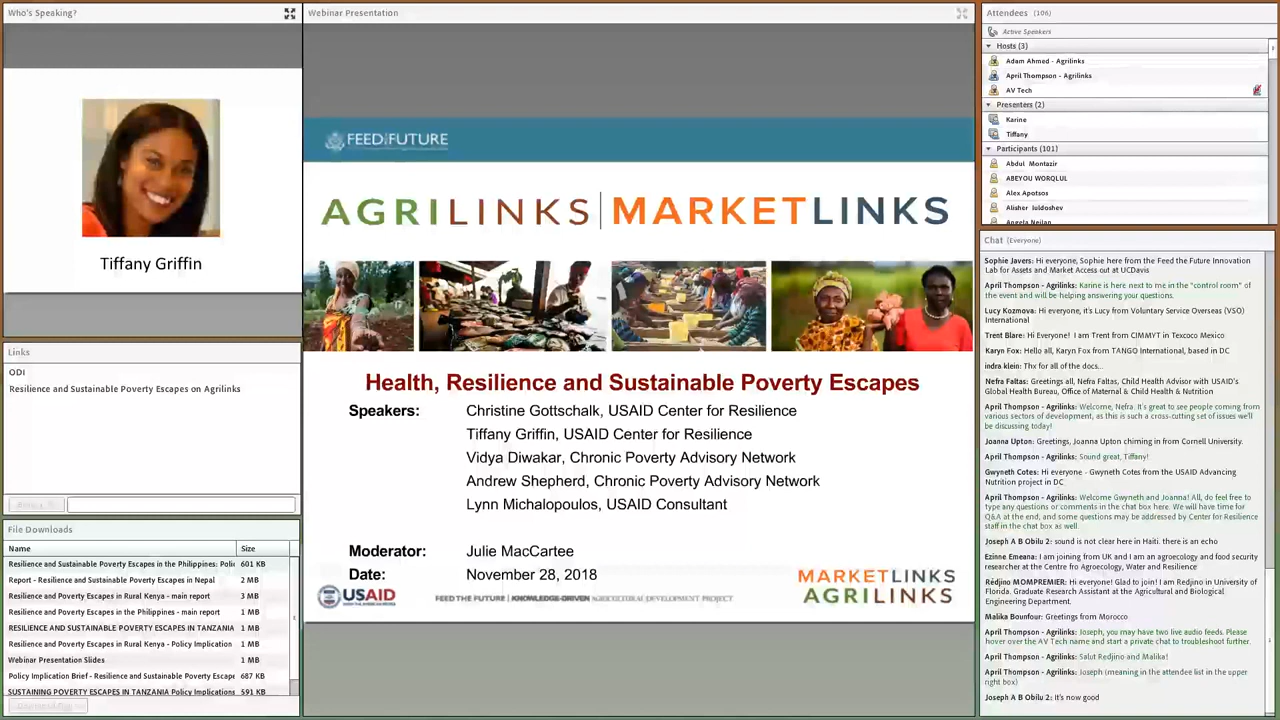 Who's Speaking?
Tiffany Griffin
Links
ODI
Resilience and Sustainable Poverty Escapes on Agrilinks
File Downloads
Name Size
Resilience and Sustainable Poverty Escapes in the Philippines: Polic 601 KB
Report - Resilience and Sustainable Poverty Escapes in Nepal 2 MB
Resilience and Poverty Escapes in Rural Kenya - main report 3 MB
Resilience and Poverty Escapes in the Philippines - main report 1 MB
RESILIENCE AND SUSTAINABLE POVERTY ESCAPES IN TANZANIA 1 MB
Resilience and Poverty Escapes in Rural Kenya - Policy Implication 1 MB
Webinar Presentation Slides 1 MB
Policy Implication Brief - Resilience and Sustainable Poverty Escape 687 KB
SUSTAINING POVERTY ESCAPES IN TANZANIA Policy Implications 591 KB
Webinar Presentation
FEED THE FUTURE
AGRILINKS | MARKETLINKS
Health, Resilience and Sustainable Poverty Escapes
Speakers: Christine Gottschalk, USAID Center for Resilience
Tiffany Griffin, USAID Center for Resilience
Vidya Diwakar, Chronic Poverty Advisory Network
Andrew Shepherd, Chronic Poverty Advisory Network
Lynn Michalopoulos, USAID Consultant
Moderator: Julie MacCartee
Date: November 28, 2018
USAID
FROM THE AMERICAN PEOPLE
FEED THE FUTURE KNOWLEDGE-DRIVEN AGRICULTURAL DEVELOPMENT PROJECT
MARKETLINKS
AGRILINKS
Attendees (106)
Active Speakers
Hosts (3)
Adam Ahmed - Agrilinks
April Thompson - Agrilinks
AV Tech
Presenters (2)
Karine
Tiffany
Participants (101)
Abdul Montazir
ABEYOU WORQLUL
Alex Apotsos
Alisher Iuldoshev
Angela Neilan
Chat (Everyone)
Sophie Javers: Hi everyone, Sophie here from the Feed the Future Innovation
Lab for Assets and Market Access out at UCDavis
April Thompson - Agrilinks: Karine is here next to me in the "control room" of
the event and will be helping answering your questions.
Lucy Kozmova: Hi everyone, it's Lucy from Voluntary Service Overseas (VSO)
International
Trent Blare: Hi Everyone! I am Trent from CIMMYT in Texcoco Mexico
Karyn Fox: Hello all, Karyn Fox from TANGO International, based in DC
indra klein: Thx for all of the docs...
Nefra Faltas: Greetings all, Nefra Faltas, Child Health Advisor with USAID's
Global Health Bureau, Office of Maternal & Child Health & Nutrition
April Thompson - Agrilinks: Welcome, Nefra. It's great to see people coming from
various sectors of development, as this is such a cross-cutting set of issues we'll
be discussing today!
Joanna Upton: Greetings, Joanna Upton chiming in from Cornell University.
April Thompson - Agrilinks: Sound great, Tiffany!
Gwyneth Cotes: Hi everyone - Gwyneth Cotes from the USAID Advancing
Nutrition project in DC
April Thompson - Agrilinks: Welcome Gwyneth and Joanna! All, do feel free to
type any questions or comments in the chat box here. We will have time for
Q&A at the end, and some questions may be addressed by Center for Resilience
staff in the chat box as well.
Joseph A B Obilu 2: sound is not clear here in Haiti. there is an echo
Ezinne Emeana: I am joining from UK and I am an agroecology and food security
researcher at the Centre fro Agroecology, Water and Resilience
Rédjino MOMPREMIER: Hi everyone! Glad to join! I am Redjino in University of
Florida. Graduate Research Assistant at the Agricultural and Biological
Engineering Department.
Malika Bounfour: Greetings from Morocco
April Thompson - Agrilinks: Joseph, you may have two live audio feeds. Please
hover over the AV Tech name and start a private chat to troubleshoot further.
April Thompson - Agrilinks: Salut Redjino and Malika!
April Thompson - Agrilinks: Joseph (meaning in the attendee list in the upper
right box)
Joseph A B Obilu 2: It's now good